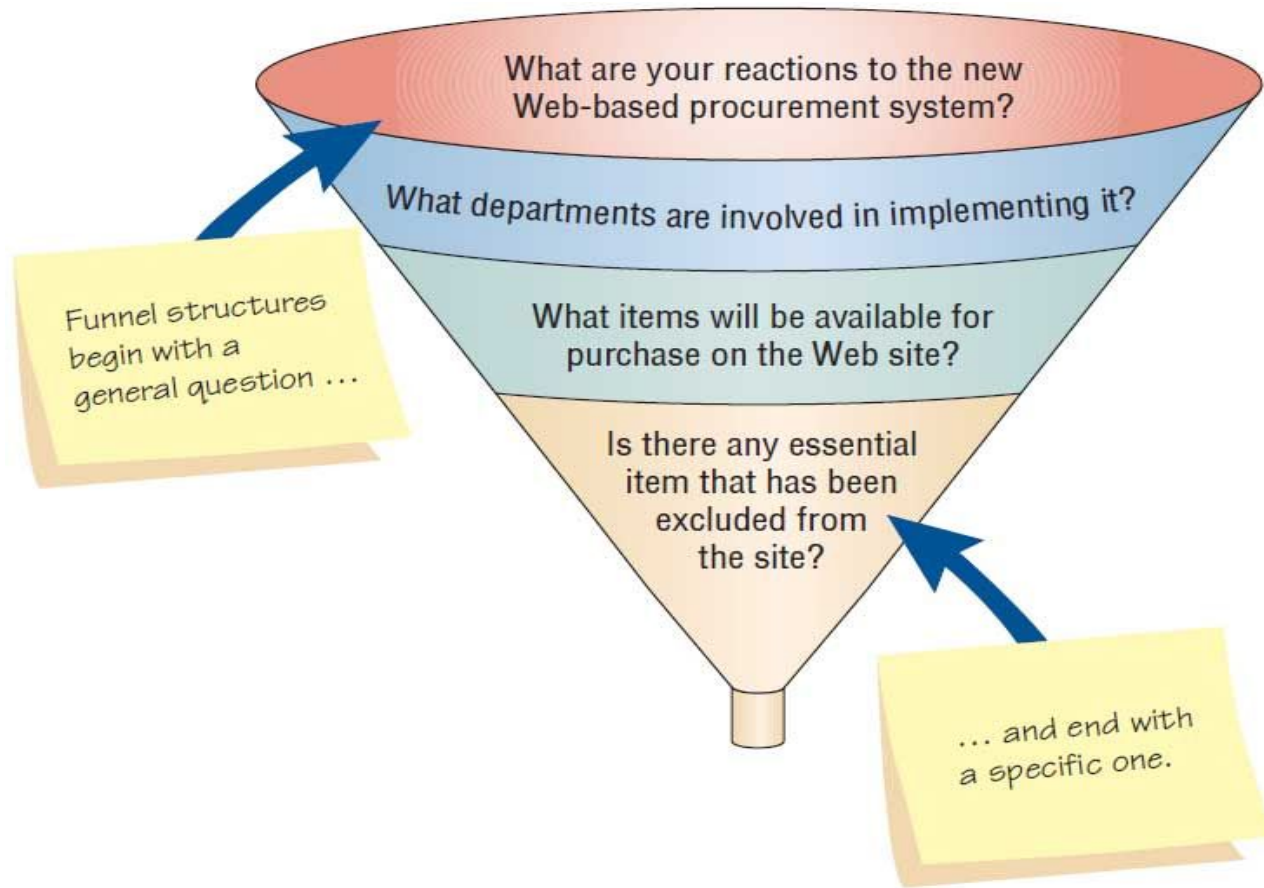 What are your reactions to the new
Web-based procurement system?
What departments are involved in implementing it?
Funnel structures
begin with a
general question ...
What items will be available for
purchase on the Web site?
Is there any essential
item that has been
excluded from
the site?
... and end with
a specific one.